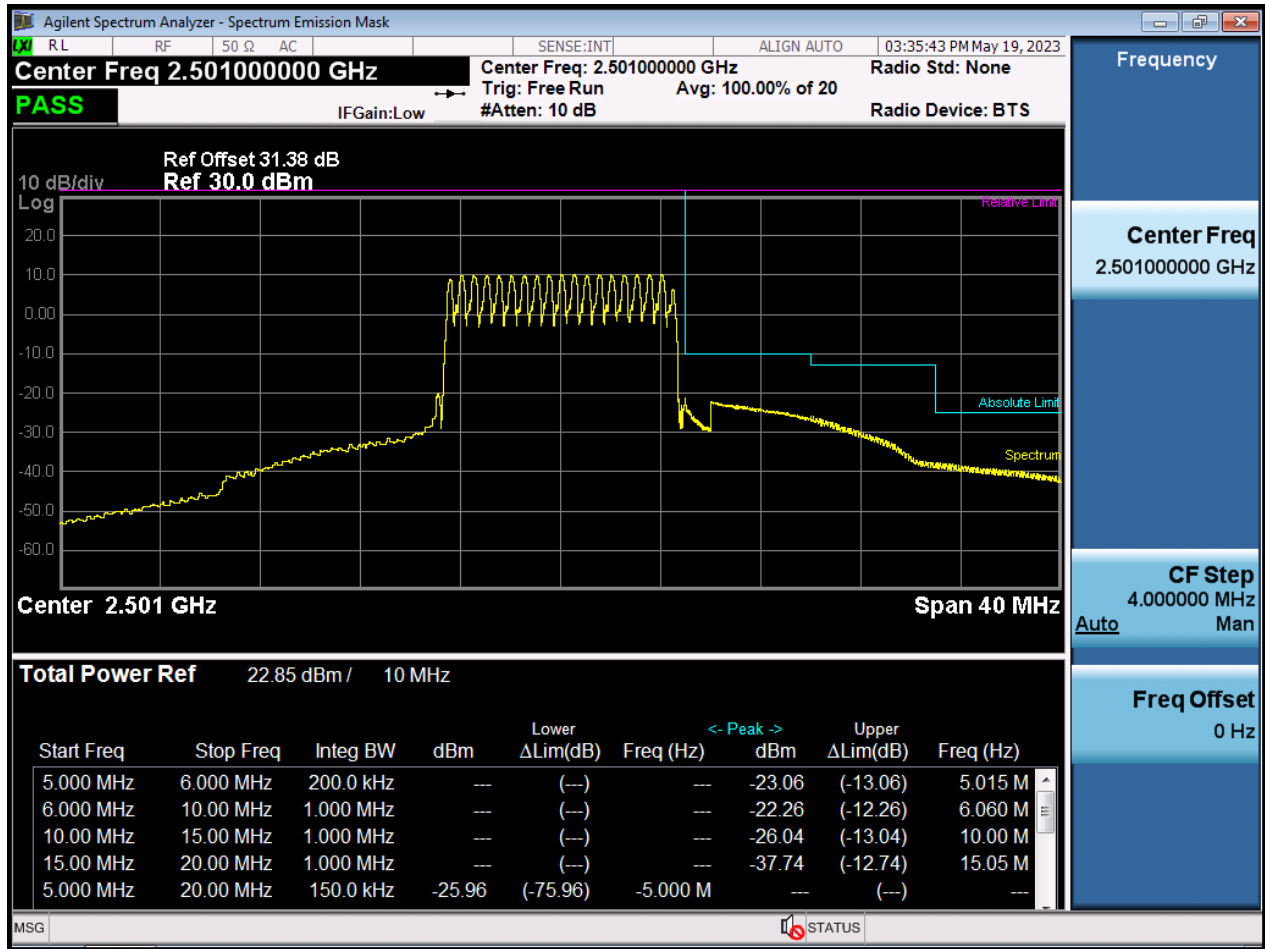 Agilent Spectrum Analyzer - Spectrum Emission Mask
LXI RL RF 50 Ω AC SENSE:INT ALIGN AUTO 03:35:43 PM May 19, 2023
Center Freq 2.501000000 GHz
PASS
IFGain:Low
Center Freq: 2.501000000 GHz
Trig: Free Run Avg: 100.00% of 20
#Atten: 10 dB
Radio Std: None
Radio Device: BTS
Ref Offset 31.38 dB
10 dB/div Ref 30.0 dBm
Log
Relative Limit
20.0
10.0
0.00
-10.0
-20.0
Absolute Limit
-30.0
Spectrum
-40.0
-50.0
-60.0
Center 2.501 GHz Span 40 MHz
Total Power Ref 22.85 dBm / 10 MHz
Lower <- Peak -> Upper
Start Freq Stop Freq Integ BW dBm ΔLim(dB) Freq (Hz) dBm ΔLim(dB) Freq (Hz)
5.000 MHz 6.000 MHz 200.0 kHz --- (---) --- -23.06 (-13.06) 5.015 M
6.000 MHz 10.00 MHz 1.000 MHz --- (---) --- -22.26 (-12.26) 6.060 M
10.00 MHz 15.00 MHz 1.000 MHz --- (---) --- -26.04 (-13.04) 10.00 M
15.00 MHz 20.00 MHz 1.000 MHz --- (---) --- -37.74 (-12.74) 15.05 M
5.000 MHz 20.00 MHz 150.0 kHz -25.96 (-75.96) -5.000 M --- (---) ---
MSG STATUS
Frequency
Center Freq
2.501000000 GHz
CF Step
4.000000 MHz
Auto Man
Freq Offset
0 Hz